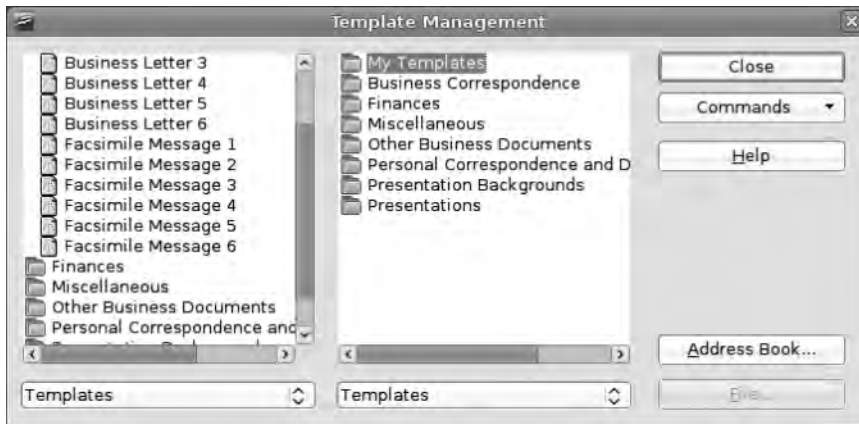 Template Management
Business Letter 3
Business Letter 4
Business Letter 5
Business Letter 6
Facsimile Message 1
Facsimile Message 2
Facsimile Message 3
Facsimile Message 4
Facsimile Message 5
Facsimile Message 6
Finances
Miscellaneous
Other Business Documents
Personal Correspondence and
Templates
My Templates
Business Correspondence
Finances
Miscellaneous
Other Business Documents
Personal Correspondence and D
Presentation Backgrounds
Presentations
Templates
Close
Commands
Help
Address Book...